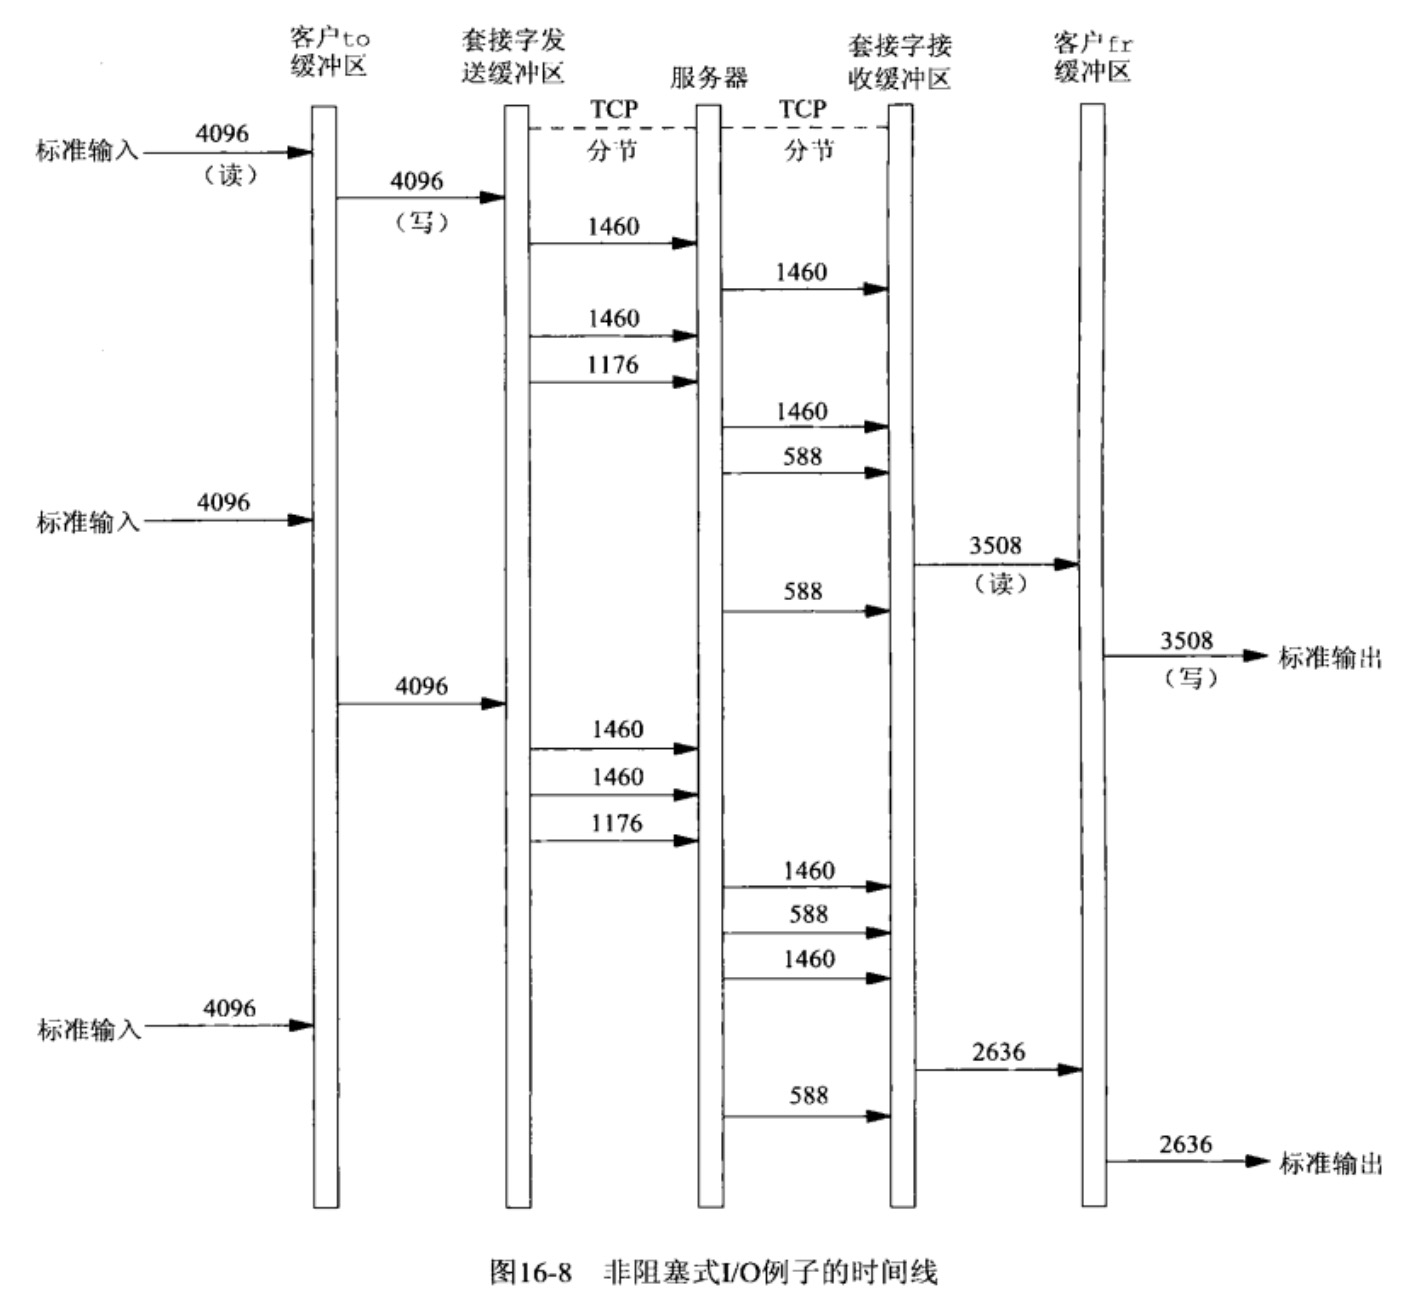 客户to
缓冲区
套接字发
送缓冲区
服务器
套接字接
收缓冲区
客户fr
缓冲区
TCP
分节
TCP
分节
标准输入
4096
（读）
4096
（写）
1460
1460
1460
1176
1460
588
标准输入
4096
3508
（读）
588
3508
（写）
标准输出
4096
1460
1460
1176
1460
588
1460
标准输入
4096
2636
588
2636
标准输出
图16-8 非阻塞式I/O例子的时间线